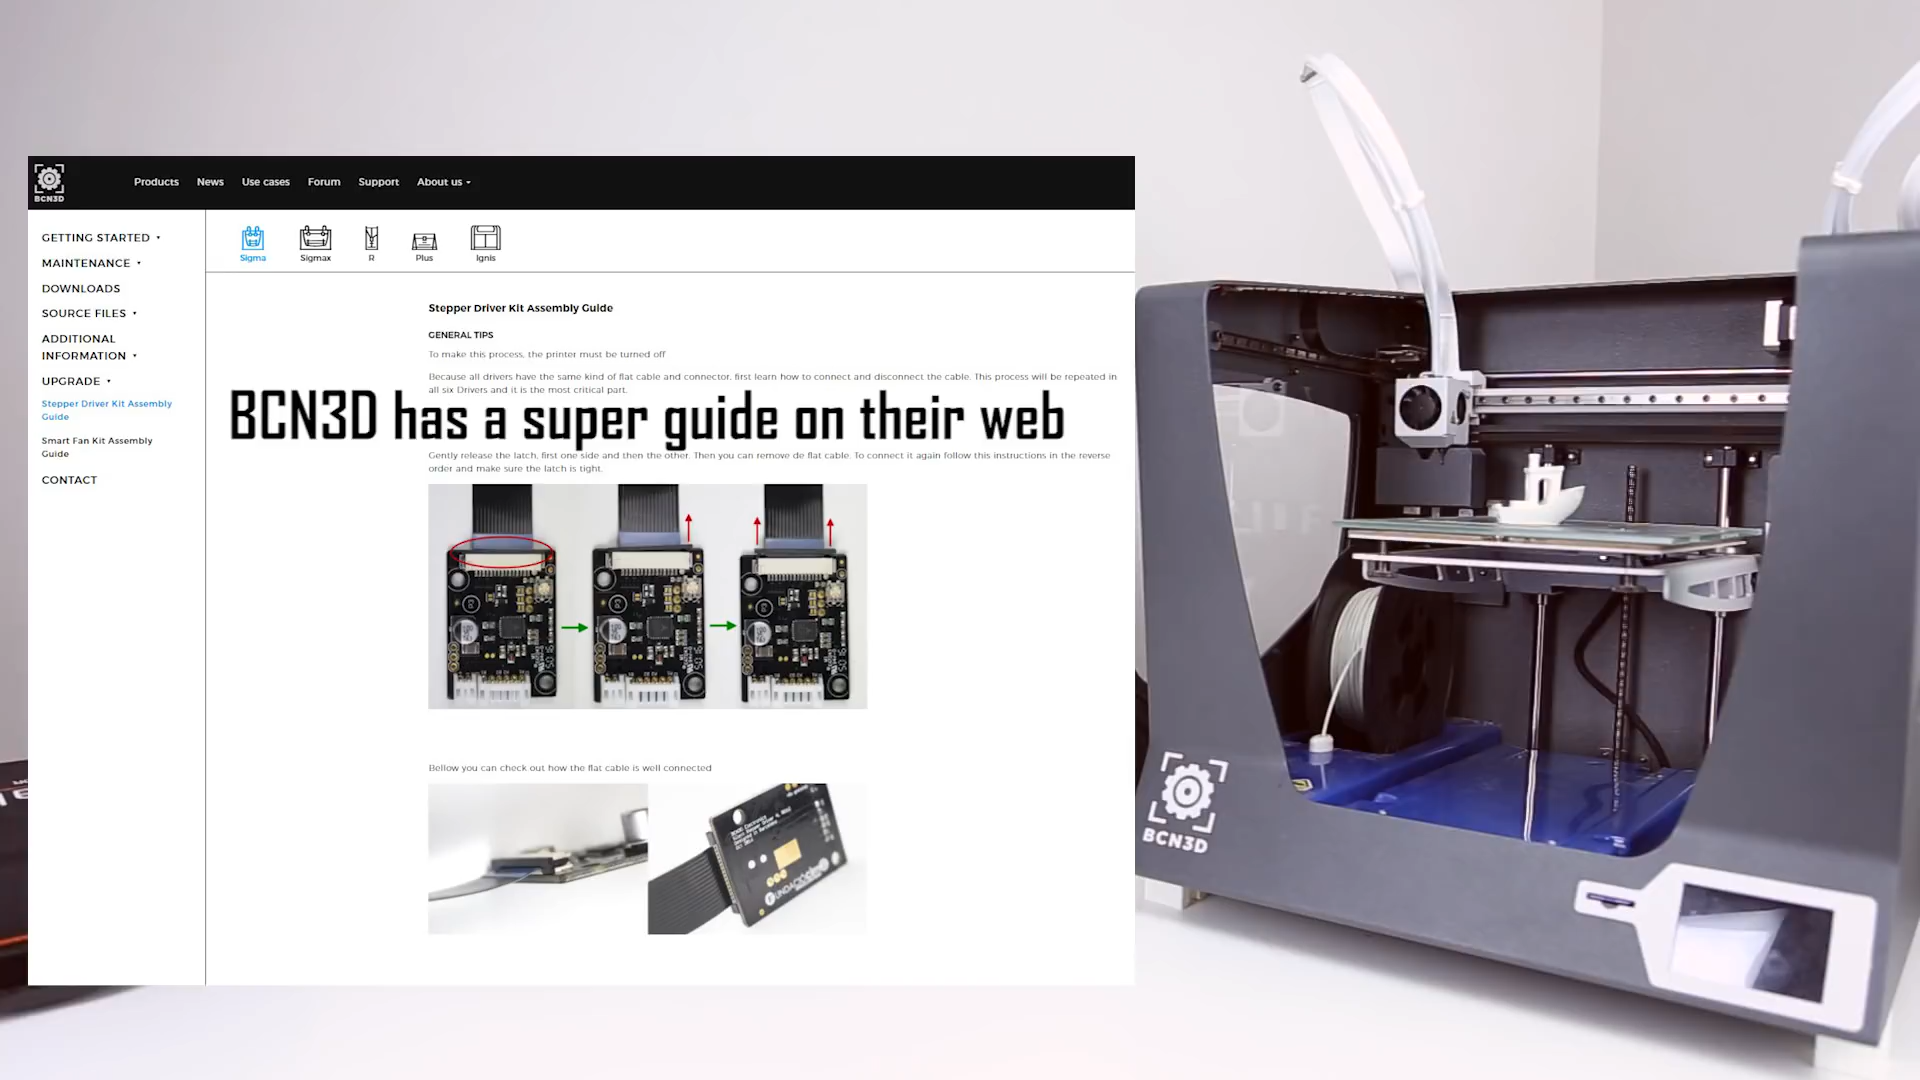 BCN3D
Products News Use cases Forum Support About us
GETTING STARTED
MAINTENANCE
DOWNLOADS
SOURCE FILES
ADDITIONAL
INFORMATION
UPGRADE
Stepper Driver Kit Assembly
Guide
Smart Fan Kit Assembly
Guide
CONTACT
Sigma Sigmax R Plus Ignis
Stepper Driver Kit Assembly Guide
GENERAL TIPS
To make this process, the printer must be turned off
Because all drivers have the same kind of flat cable and connector, first learn how to connect and disconnect the cable. This process will be repeated in
all six Drivers and it is the most critical part.
BCN3D has a super guide on their web
Gently release the latch, first one side and then the other. Then you can remove de flat cable. To connect it again follow this instructions in the reverse
order and make sure the latch is tight.
Bellow you can check out how the flat cable is well connected
BCN3D